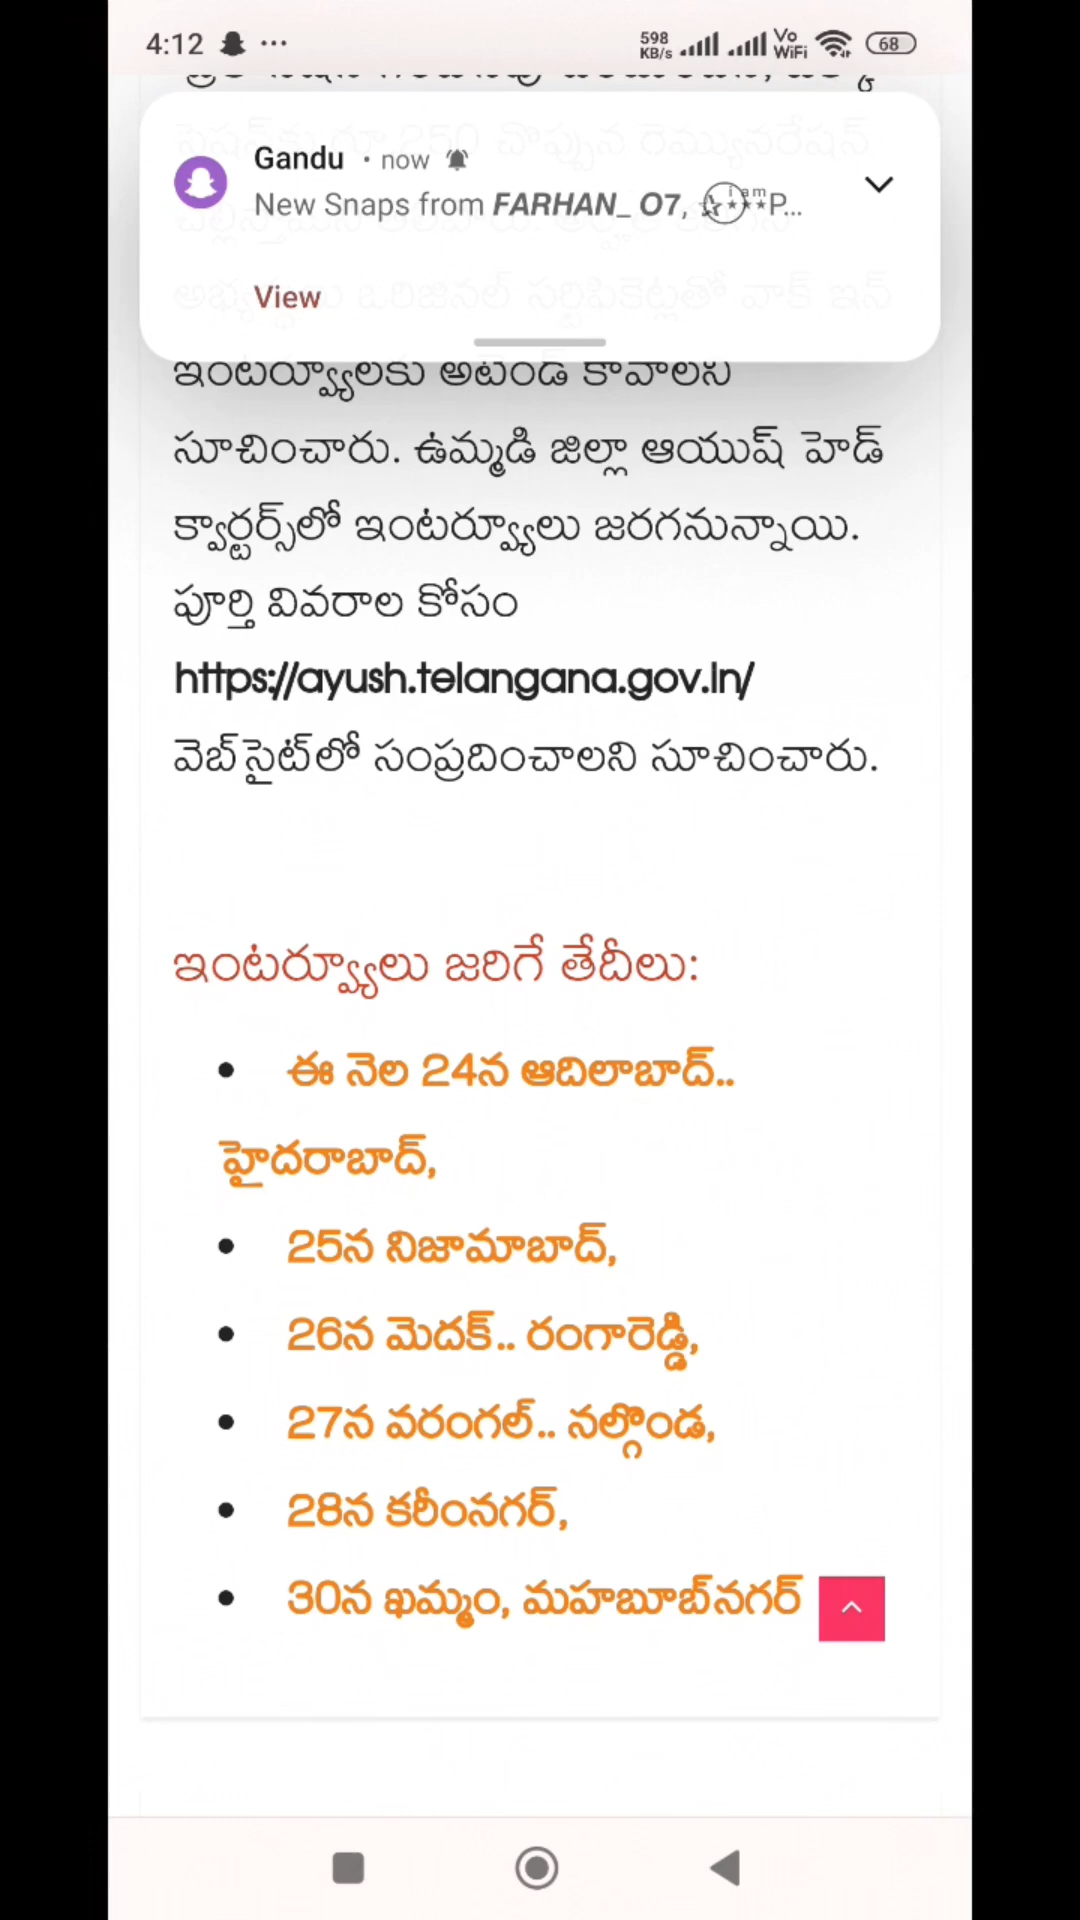 4:12 ...
598
KB/s
Vo
WiFi
68
Gandu • now
New Snaps from FARHAN_ 07,
View
ఇంటర్వ్యూలకు అటెండ్ కావాలని
సూచించారు. ఉమ్మడి జిల్లా ఆయుష్ హెడ్
క్వార్టర్స్‌లో ఇంటర్వ్యూలు జరగనున్నాయి.
పూర్తి వివరాల కోసం
https://ayush.telangana.gov.in/
వెబ్‌సైట్‌లో సంప్రదించాలని సూచించారు.
ఇంటర్వ్యూలు జరిగే తేదీలు:
• ఈ నెల 24న ఆదిలాబాద్..
హైదరాబాద్,
• 25న నిజామాబాద్,
• 26న మెదక్.. రంగారెడ్డి,
• 27న వరంగల్.. నల్గొండ,
• 28న కరీంనగర్,
• 30న ఖమ్మం, మహబూబ్‌నగర్